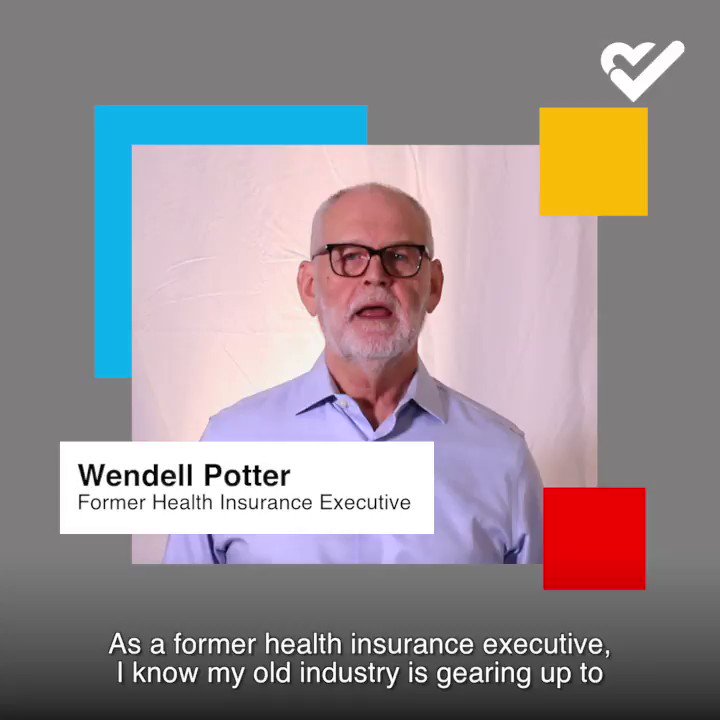 Wendell Potter
Former Health Insurance Executive
As a former health insurance executive,
I know my old industry is gearing up to